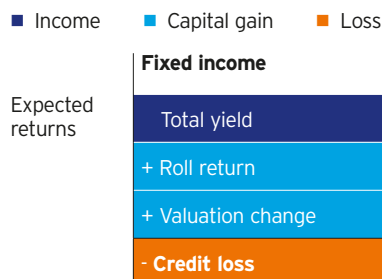 Income Capital gain Loss
Fixed income
Expected
returns
Total yield
+ Roll return
+ Valuation change
- Credit loss